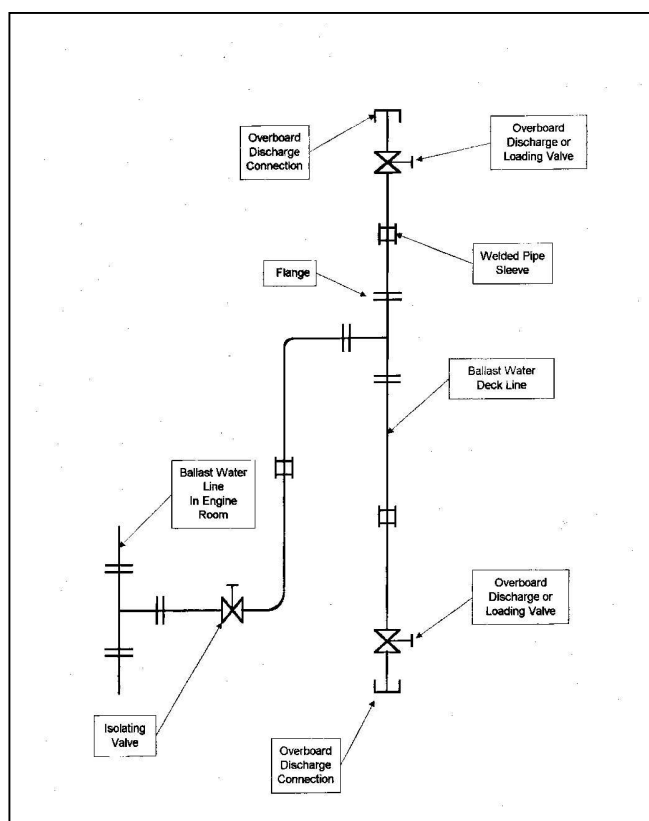 Overboard
Discharge
Connection
Overboard
Discharge or
Loading Valve
Welded Pipe
Sleeve
Flange
Ballast Water
Deck Line
Ballast Water
Line
In Engine
Room
Overboard
Discharge or
Loading Valve
Isolating
Valve
Overboard
Discharge
Connection